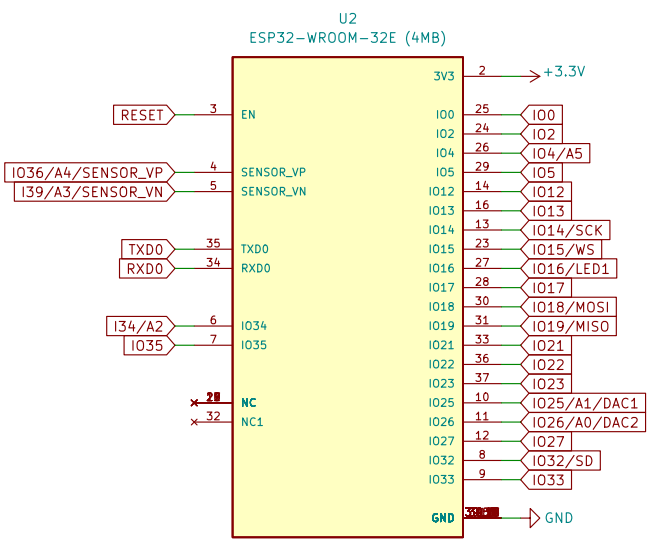 U2
ESP32-WROOM-32E (4MB)
3V3 2 +3.3V
RESET 3 EN
IO0 25 IO0
IO2 24 IO2
IO4 26 IO4/A5
IO36/A4/SENSOR_VP 4 SENSOR_VP
IO5 29 IO5
I39/A3/SENSOR_VN 5 SENSOR_VN
IO12 14 IO12
IO13 16 IO13
IO14 13 IO14/SCK
TXD0 35 TXD0
IO15 23 IO15/WS
RXD0 34 RXD0
IO16 27 IO16/LED1
IO17 28 IO17
IO18 30 IO18/MOSI
I34/A2 6 IO34
IO19 31 IO19/MISO
IO35 7 IO35
IO21 33 IO21
IO22 36 IO22
IO23 37 IO23
NC
IO25 10 IO25/A1/DAC1
32 NC1
IO26 11 IO26/A0/DAC2
IO27 12 IO27
IO32 8 IO32/SD
IO33 9 IO33
GND GND